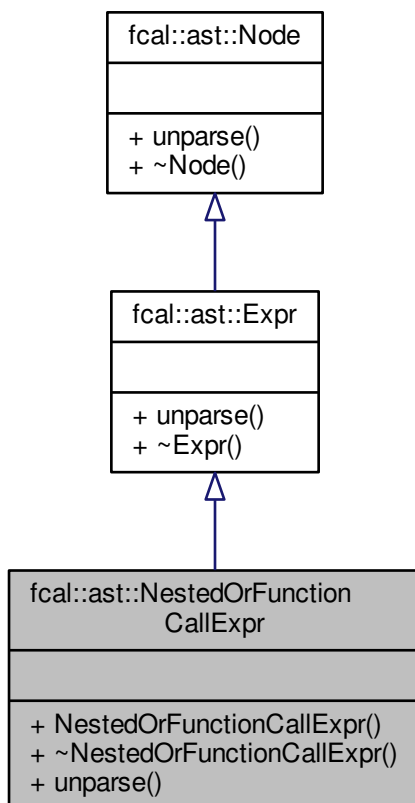 fcal::ast::Node
+ unparse()
+ ~Node()
fcal::ast::Expr
+ unparse()
+ ~Expr()
fcal::ast::NestedOrFunction
CallExpr
+ NestedOrFunctionCallExpr()
+ ~NestedOrFunctionCallExpr()
+ unparse()